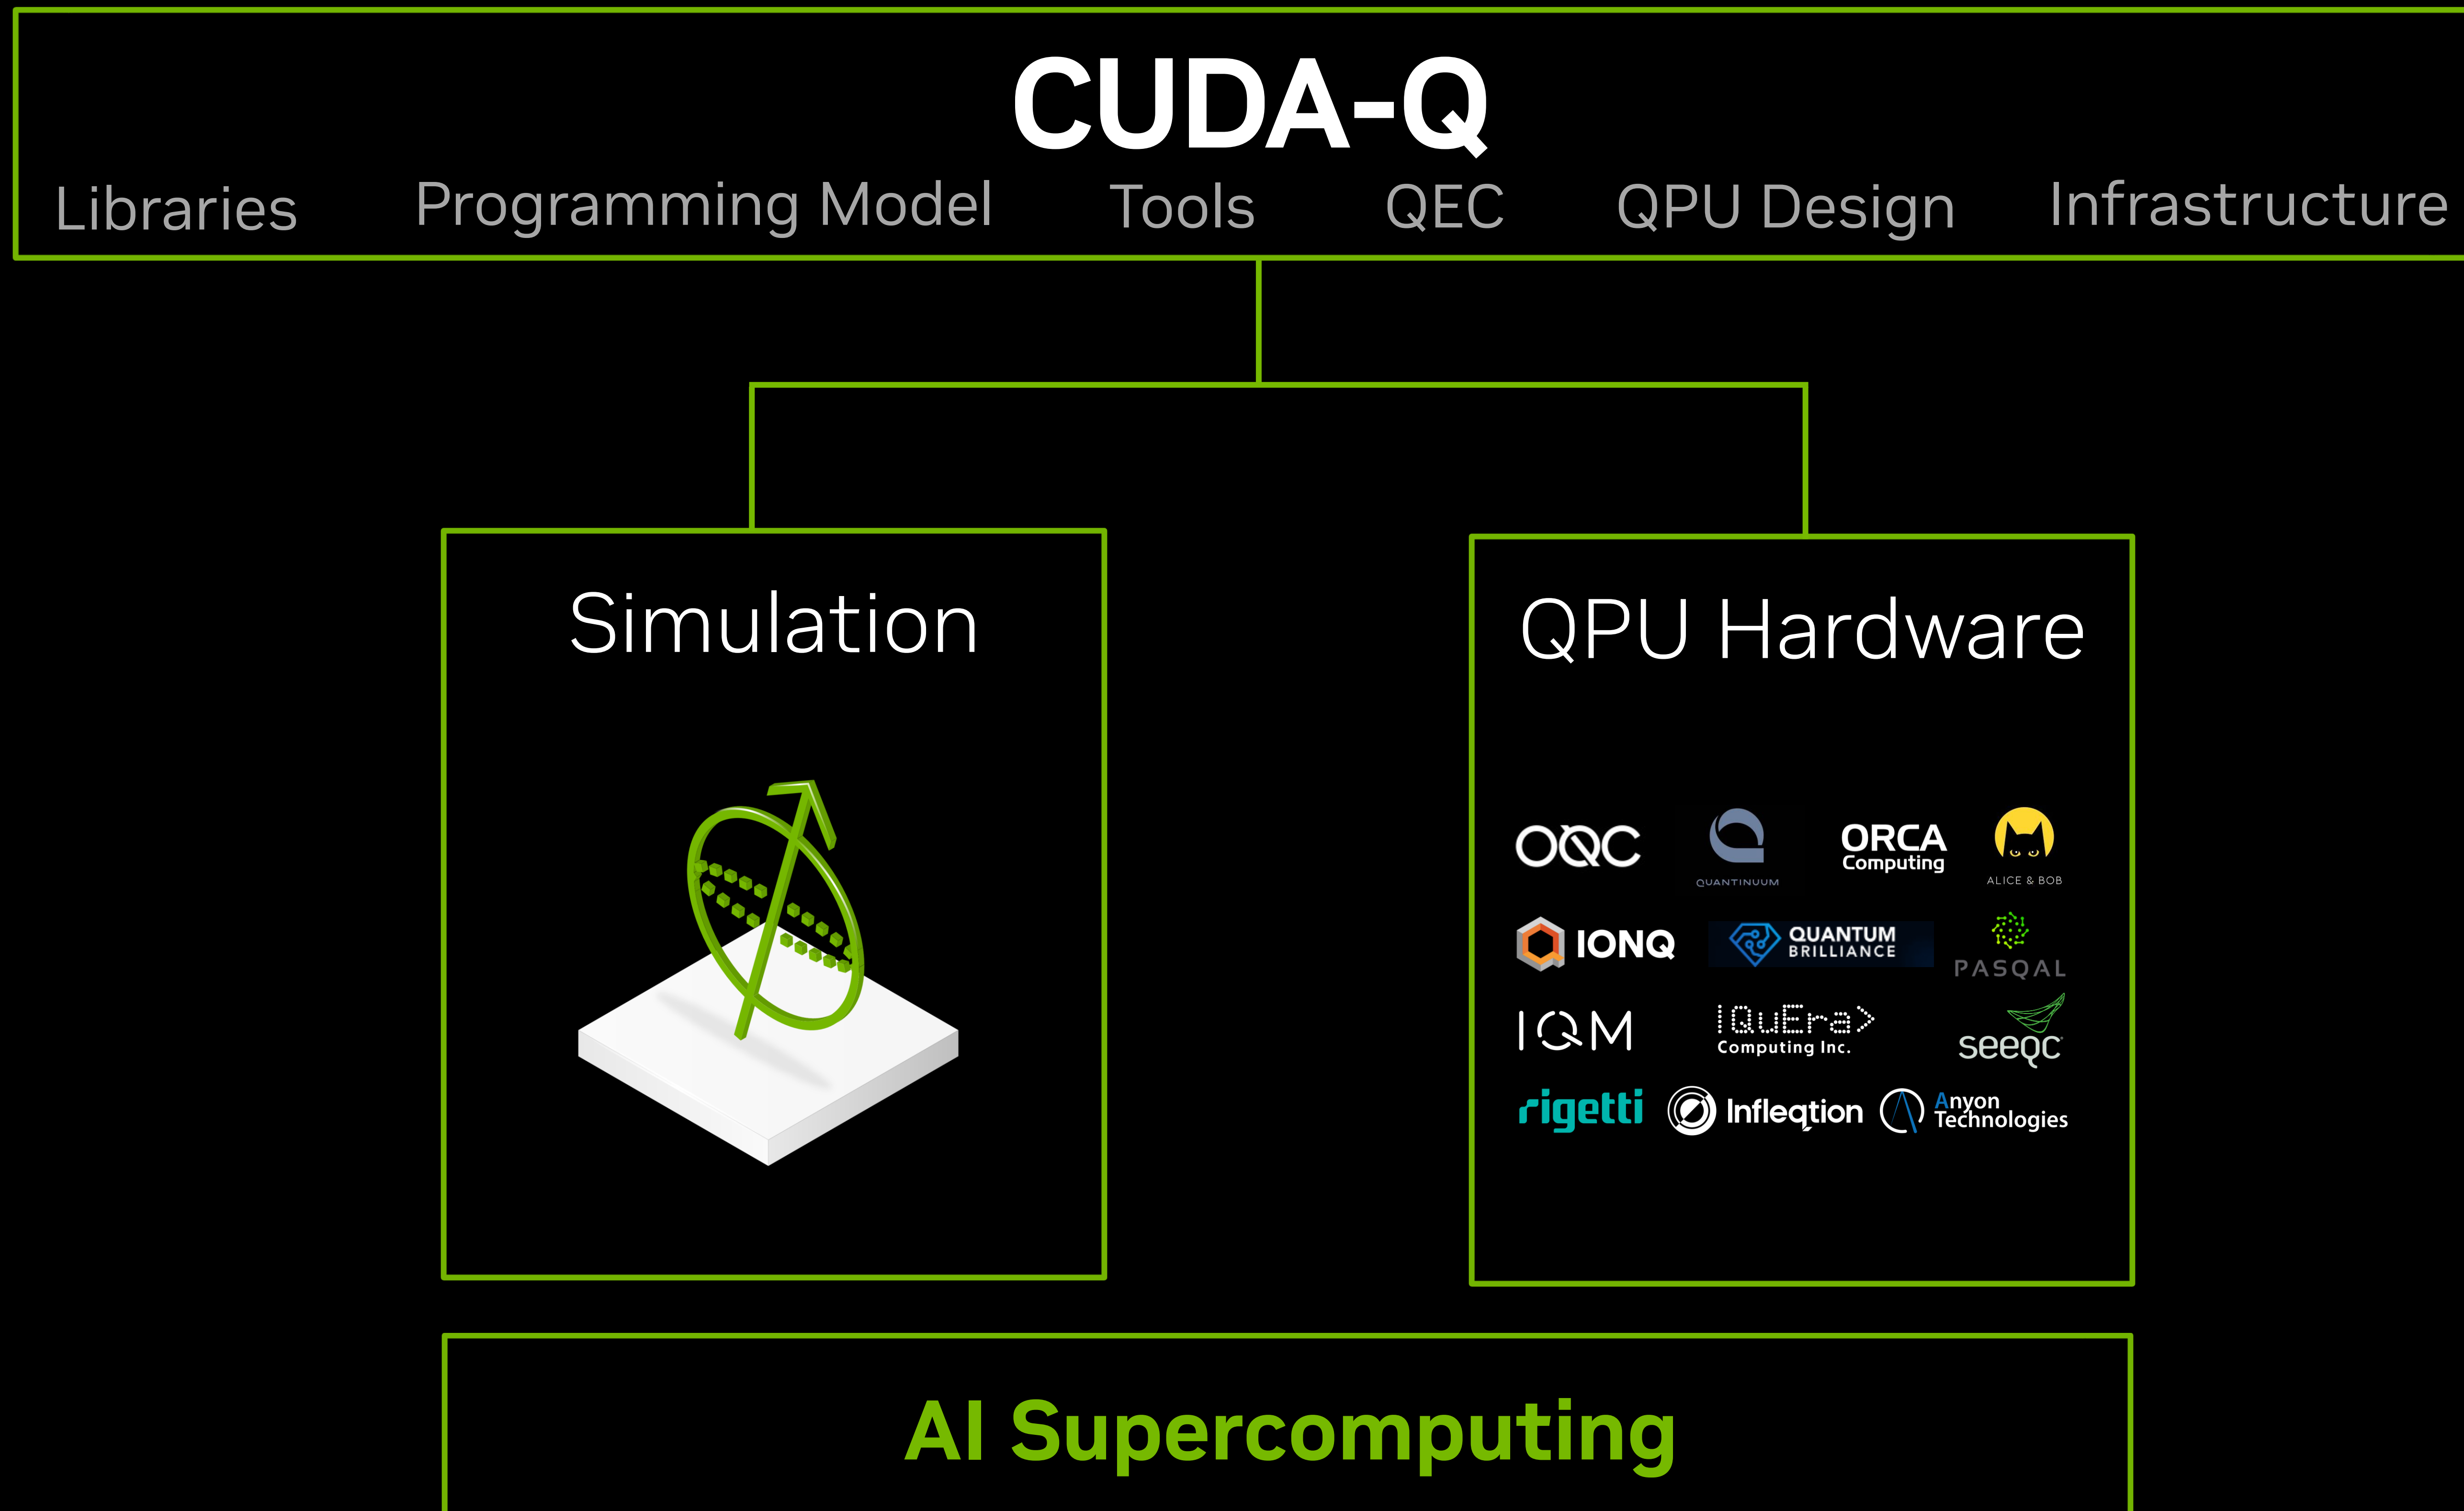 CUDA-Q
Libraries Programming Model Tools QEC QPU Design Infrastructure
Simulation
QPU Hardware
OQC
QUANTINUUM
ORCA
Computing
ALICE & BOB
IONQ
QUANTUM
BRILLIANCE
PASQAL
IQM
|QuEra>
Computing Inc.
seeqc
rigetti
Infleqtion
Anyon
Technologies
AI Supercomputing